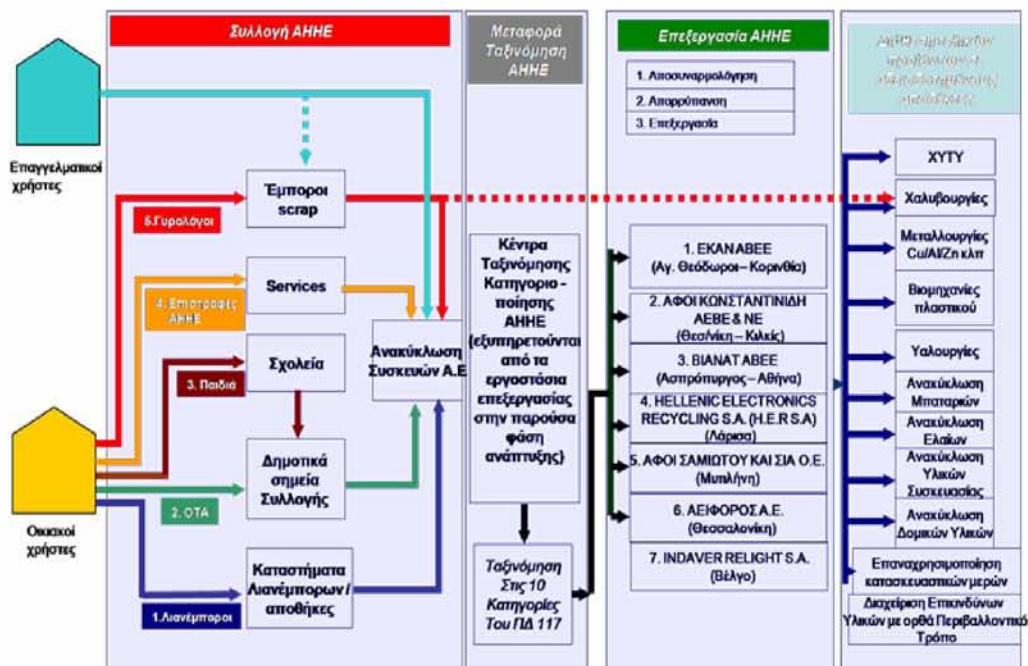 Συλλογή ΑΗΗΕ
Μεταφορά
Ταξινόμηση
ΑΗΗΕ
Επεξεργασία ΑΗΗΕ
Επαγγελματικοί
χρήστες
5.Γυρολόγοι
4. Επιστροφές
ΑΗΗΕ
3. Παιδιά
2. ΟΤΑ
1.Λιανέμποροι
Οικιακοί
χρήστες
Έμποροι
scrap
Services
Σχολεία
Δημοτικά
σημεία
Συλλογής
Καταστήματα
Λιανέμπορων /
αποθήκες
Ανακύκλωση
Συσκευών Α.Ε
Κέντρα
Ταξινόμησης
Κατηγοριο -
ποίησης
ΑΗΗΕ
{εξυπηρετούνται
από τα
εργοστάσια
επεξεργασίας
στην παρούσα
φάση
ανάπτυξης}
Ταξινόμηση
Στις 10
Κατηγορίες
Του ΠΔ 117
1. Αποσυναρμολόγηση
2. Απορρύπανση
3. Επεξεργασία
1. ΕΚΑΝ ΑΒΕΕ
(Αγ. Θεόδωροι – Κορινθία)
2. ΑΦΟΙ ΚΩΝΣΤΑΝΤΙΝΙΔΗ
ΑΕΒΕ & ΝΕ
(Θεσ/νίκη – Κιλκίς)
3. ΒΙΑΝΑΤ ΑΒΕΕ
(Ασπρόπυργος – Αθήνα)
4. HELLENIC ELECTRONICS
RECYCLING S.A. (H.E.R S.A)
(Λάρισα)
5. ΑΦΟΙ ΣΑΜΙΩΤΟΥ ΚΑΙ ΣΙΑ Ο.Ε.
(Μυτιλήνη)
6. ΑΕΙΦΟΡΟΣ Α.Ε.
(Θεσσαλονίκη)
7. INDAVER RELIGHT S.A.
(Βέλγο)
ΧΥΤΥ
Χαλυβουργίες
Μεταλλουργίες
Cu/Al/Zn κλπ
Βιομηχανίες
πλαστικού
Υαλουργίες
Ανακύκλωση
Μπαταριών
Ανακύκλωση
Ελαίων
Ανακύκλωση
Υλικών
Συσκευασίας
Ανακύκλωση
Δομικών Υλικών
Επαναχρησιμοποίηση
κατασκευαστικών μερών
Διαχείριση Επικινδύνων
Υλικών με ορθά Περιβαλλοντικό
Τρόπο